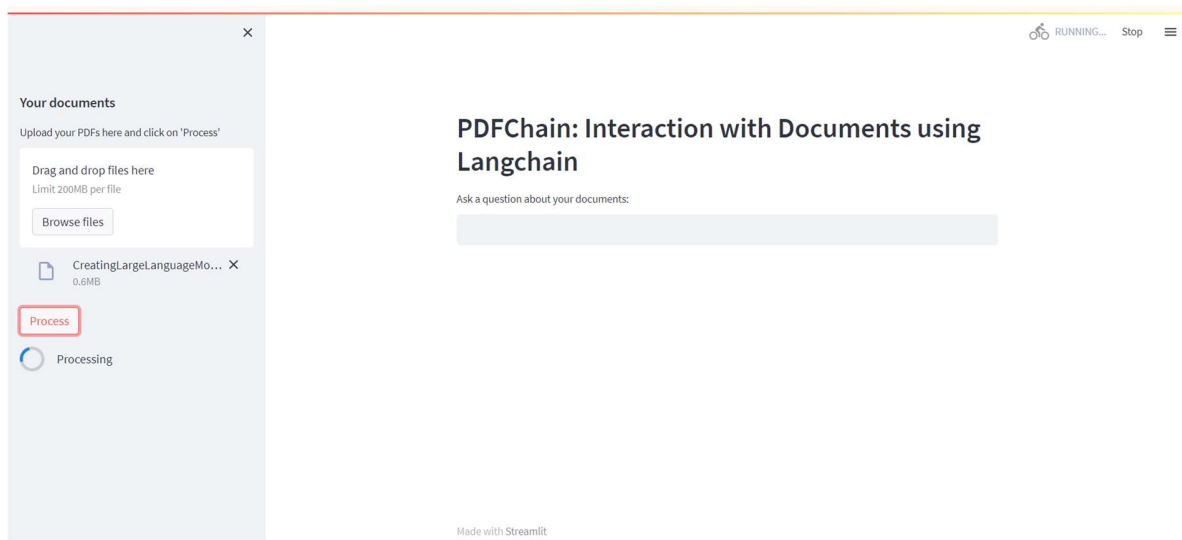 RUNNING...
Stop
Your documents
Upload your PDFs here and click on 'Process'
Drag and drop files here
Limit 200MB per file
Browse files
CreatingLargeLanguageMo...
0.6MB
Process
Processing
PDFChain: Interaction with Documents using
Langchain
Ask a question about your documents:
Made with Streamlit